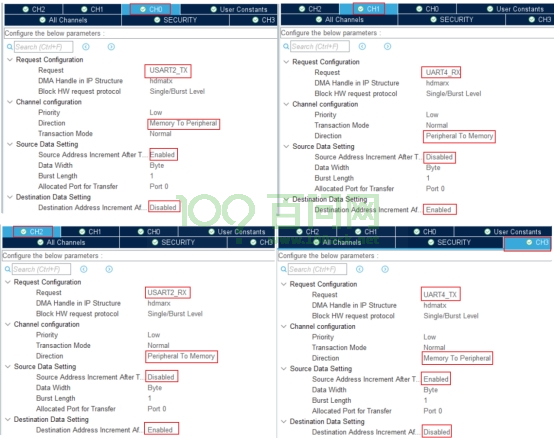 CH2 CH1 CH0 User Constants
All Channels SECURITY CH3
Configure the below parameters :
Search (Ctrl+F)
Request Configuration
Request USART2_TX
DMA Handle in IP Structure hdmatx
Block HW request protocol Single/Burst Level
Channel configuration
Priority Low
Direction Memory To Peripheral
Transaction Mode Normal
Source Data Setting
Source Address Increment After T... Enabled
Data Width Byte
Burst Length 1
Allocated Port for Transfer Port 0
Destination Data Setting
Destination Address Increment Af... Disabled
CH2 CH1 CH0 User Constants
All Channels SECURITY CH3
Configure the below parameters :
Search (Ctrl+F)
Request Configuration
Request UART4_RX
DMA Handle in IP Structure hdmarx
Block HW request protocol Single/Burst Level
Channel configuration
Priority Low
Transaction Mode Normal
Direction Peripheral To Memory
Source Data Setting
Source Address Increment After T... Disabled
Data Width Byte
Burst Length 1
Allocated Port for Transfer Port 0
Destination Data Setting
Destination Address Increment Af... Enabled
CH2 CH1 CH0 User Constants
All Channels SECURITY CH3
Configure the below parameters :
Search (Ctrl+F)
Request Configuration
Request USART2_RX
DMA Handle in IP Structure hdmarx
Block HW request protocol Single/Burst Level
Channel configuration
Priority Low
Transaction Mode Normal
Direction Peripheral To Memory
Source Data Setting
Source Address Increment After T... Disabled
Data Width Byte
Burst Length 1
Allocated Port for Transfer Port 0
Destination Data Setting
Destination Address Increment Af... Enabled
CH2 CH1 CH0 User Constants
All Channels SECURITY CH3
Configure the below parameters :
Search (Ctrl+F)
Request Configuration
Request UART4_TX
DMA Handle in IP Structure hdmatx
Block HW request protocol Single/Burst Level
Channel configuration
Priority Low
Transaction Mode Normal
Direction Memory To Peripheral
Source Data Setting
Source Address Increment After T... Enabled
Data Width Byte
Burst Length 1
Allocated Port for Transfer Port 0
Destination Data Setting
Destination Address Increment Af... Disabled